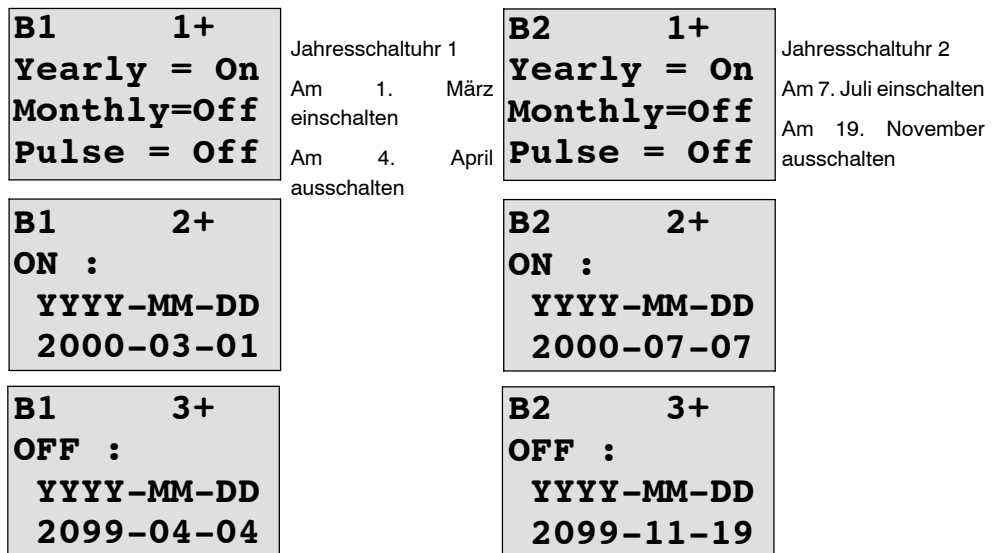 B1 1+
Yearly = On
Monthly=Off
Pulse = Off
Jahresschaltuhr 1
Am 1. März
einschalten
Am 4. April
ausschalten
B2 1+
Yearly = On
Monthly=Off
Pulse = Off
Jahresschaltuhr 2
Am 7. Juli einschalten
Am 19. November
ausschalten
B1 2+
ON :
YYYY-MM-DD
2000-03-01
B2 2+
ON :
YYYY-MM-DD
2000-07-07
B1 3+
OFF :
YYYY-MM-DD
2099-04-04
B2 3+
OFF :
YYYY-MM-DD
2099-11-19